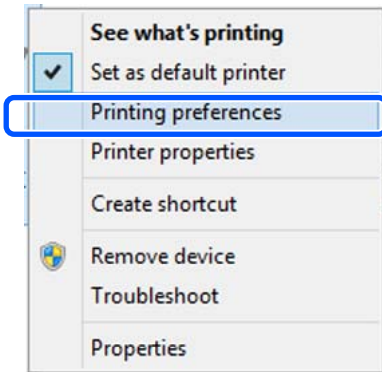 See what's printing
Set as default printer
Printing preferences
Printer properties
Create shortcut
Remove device
Troubleshoot
Properties